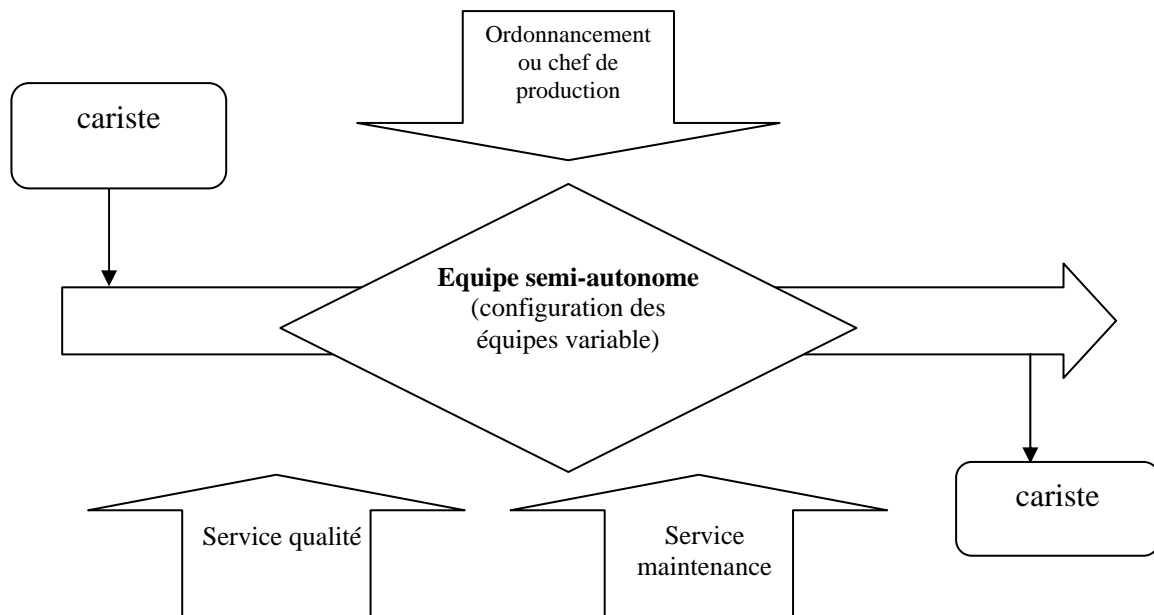 Ordonnancement
ou chef de
production
cariste
Equipe semi-autonome
(configuration des
équipes variable)
cariste
Service qualité
Service
maintenance